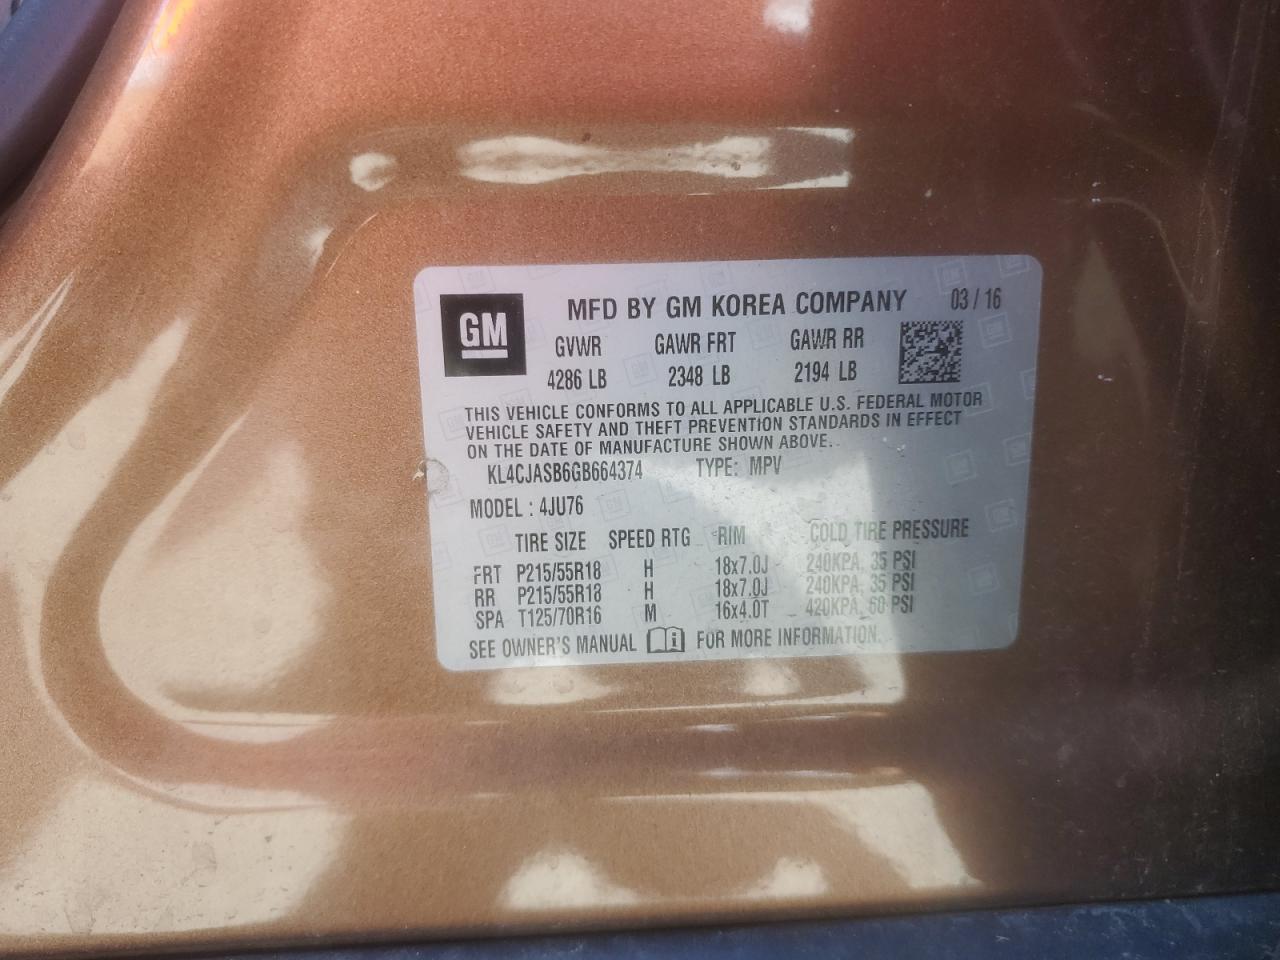 GM
MFD BY GM KOREA COMPANY 03 / 16
GVWR GAWR FRT GAWR RR
4286 LB 2348 LB 2194 LB
THIS VEHICLE CONFORMS TO ALL APPLICABLE U.S. FEDERAL MOTOR
VEHICLE SAFETY AND THEFT PREVENTION STANDARDS IN EFFECT
ON THE DATE OF MANUFACTURE SHOWN ABOVE.
KL4CJASB6GB664374 TYPE: MPV
MODEL : 4JU76
TIRE SIZE SPEED RTG RIM COLD TIRE PRESSURE
FRT P215/55R18 H 18x7.0J 240KPA, 35 PSI
RR P215/55R18 H 18x7.0J 240KPA, 35 PSI
SPA T125/70R16 M 16x4.0T 420KPA, 60 PSI
SEE OWNER'S MANUAL FOR MORE INFORMATION.